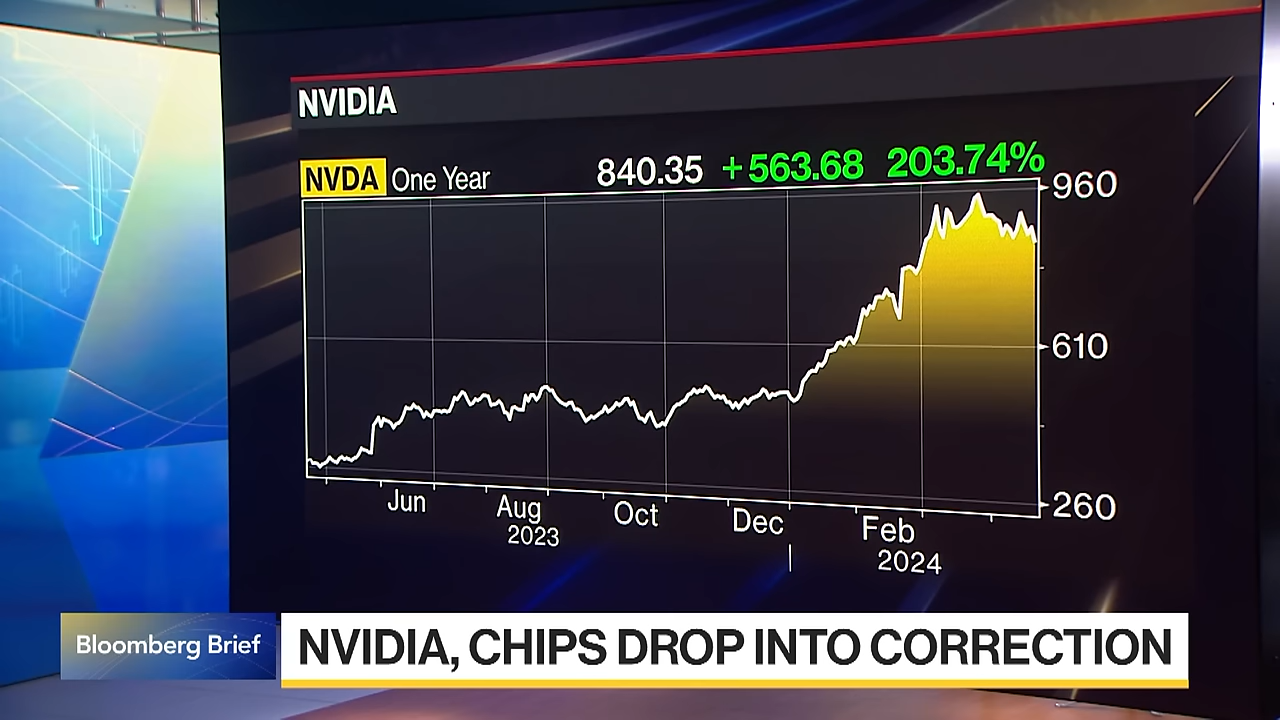 NVIDIA
NVDA One Year 840.35 +563.68 203.74%
960
610
260
Jun Aug Oct Dec Feb
2023 2024
Bloomberg Brief
NVIDIA, CHIPS DROP INTO CORRECTION